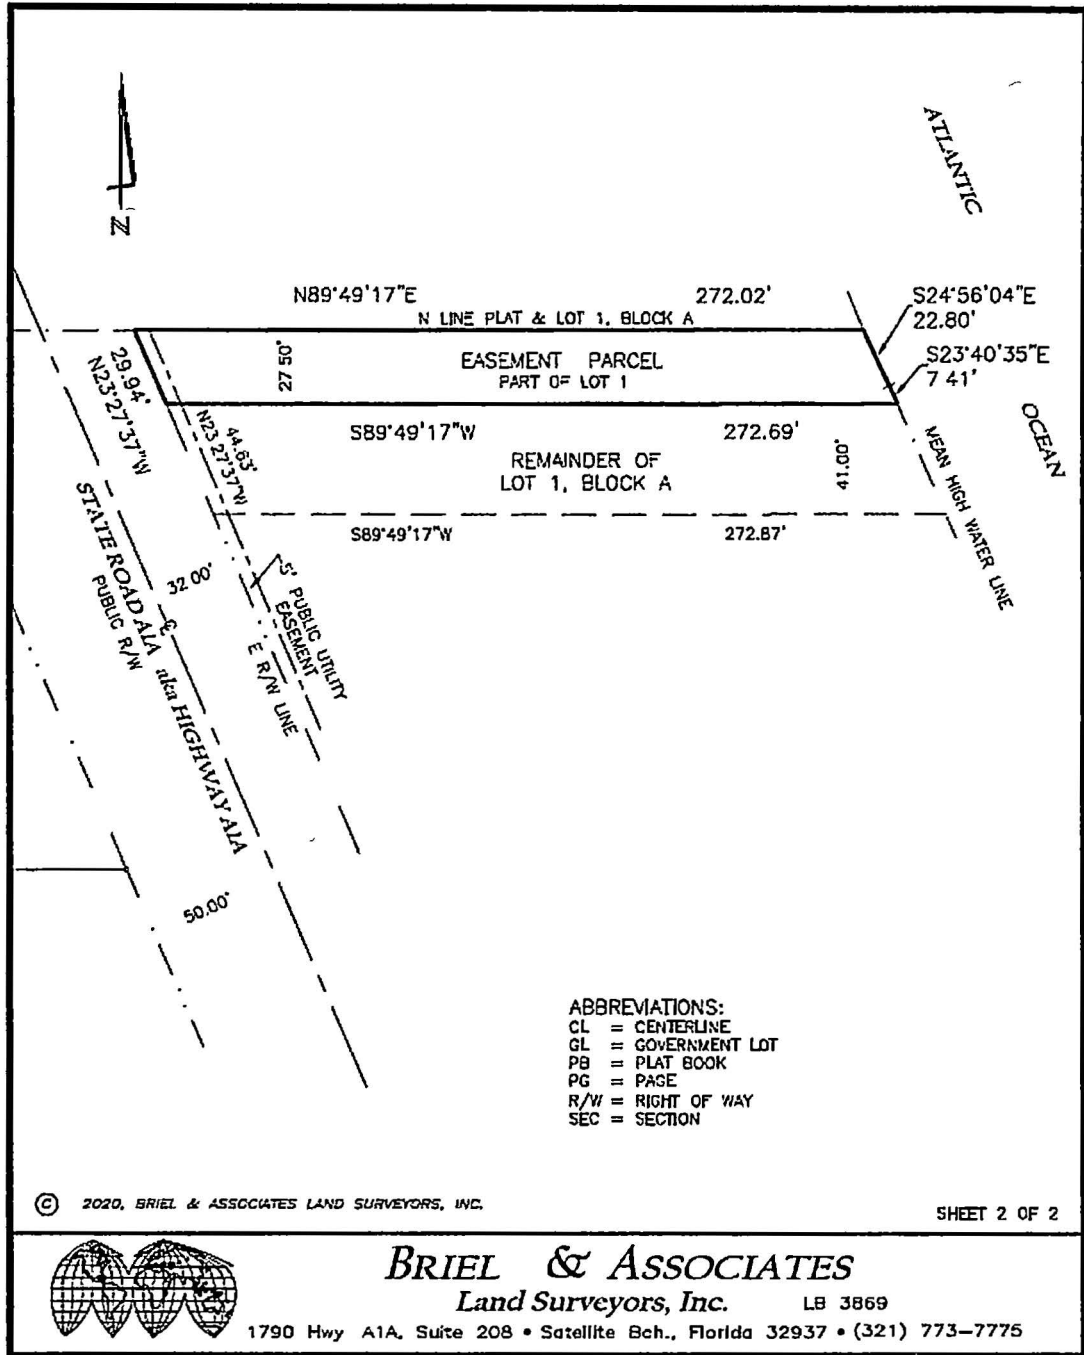 N
ATLANTIC
OCEAN
N89°49'17"E 272.02'
N LINE PLAT & LOT 1, BLOCK A
S24°56'04"E
22.80'
S23°40'35"E
7 41'
27 50'
EASEMENT PARCEL
PART OF LOT 1
29.94'
N23°27'37"W
44.63'
N23 27'37"W
S89°49'17"W 272.69'
REMAINDER OF
LOT 1, BLOCK A
41.00'
MEAN HIGH WATER LINE
S89°49'17"W 272.87'
32 00'
STATE ROAD A1A aka HIGHWAY A1A
PUBLIC R/W
5' PUBLIC UTILITY
EASEMENT
E R/W LINE
50.00'
ABBREVIATIONS:
CL = CENTERLINE
GL = GOVERNMENT LOT
PB = PLAT BOOK
PG = PAGE
R/W = RIGHT OF WAY
SEC = SECTION
© 2020, BRIEL & ASSOCIATES LAND SURVEYORS, INC.
SHEET 2 OF 2
BRIEL & ASSOCIATES
Land Surveyors, Inc. LB 3869
1790 Hwy A1A, Suite 208 • Satellite Bch., Florida 32937 • (321) 773-7775